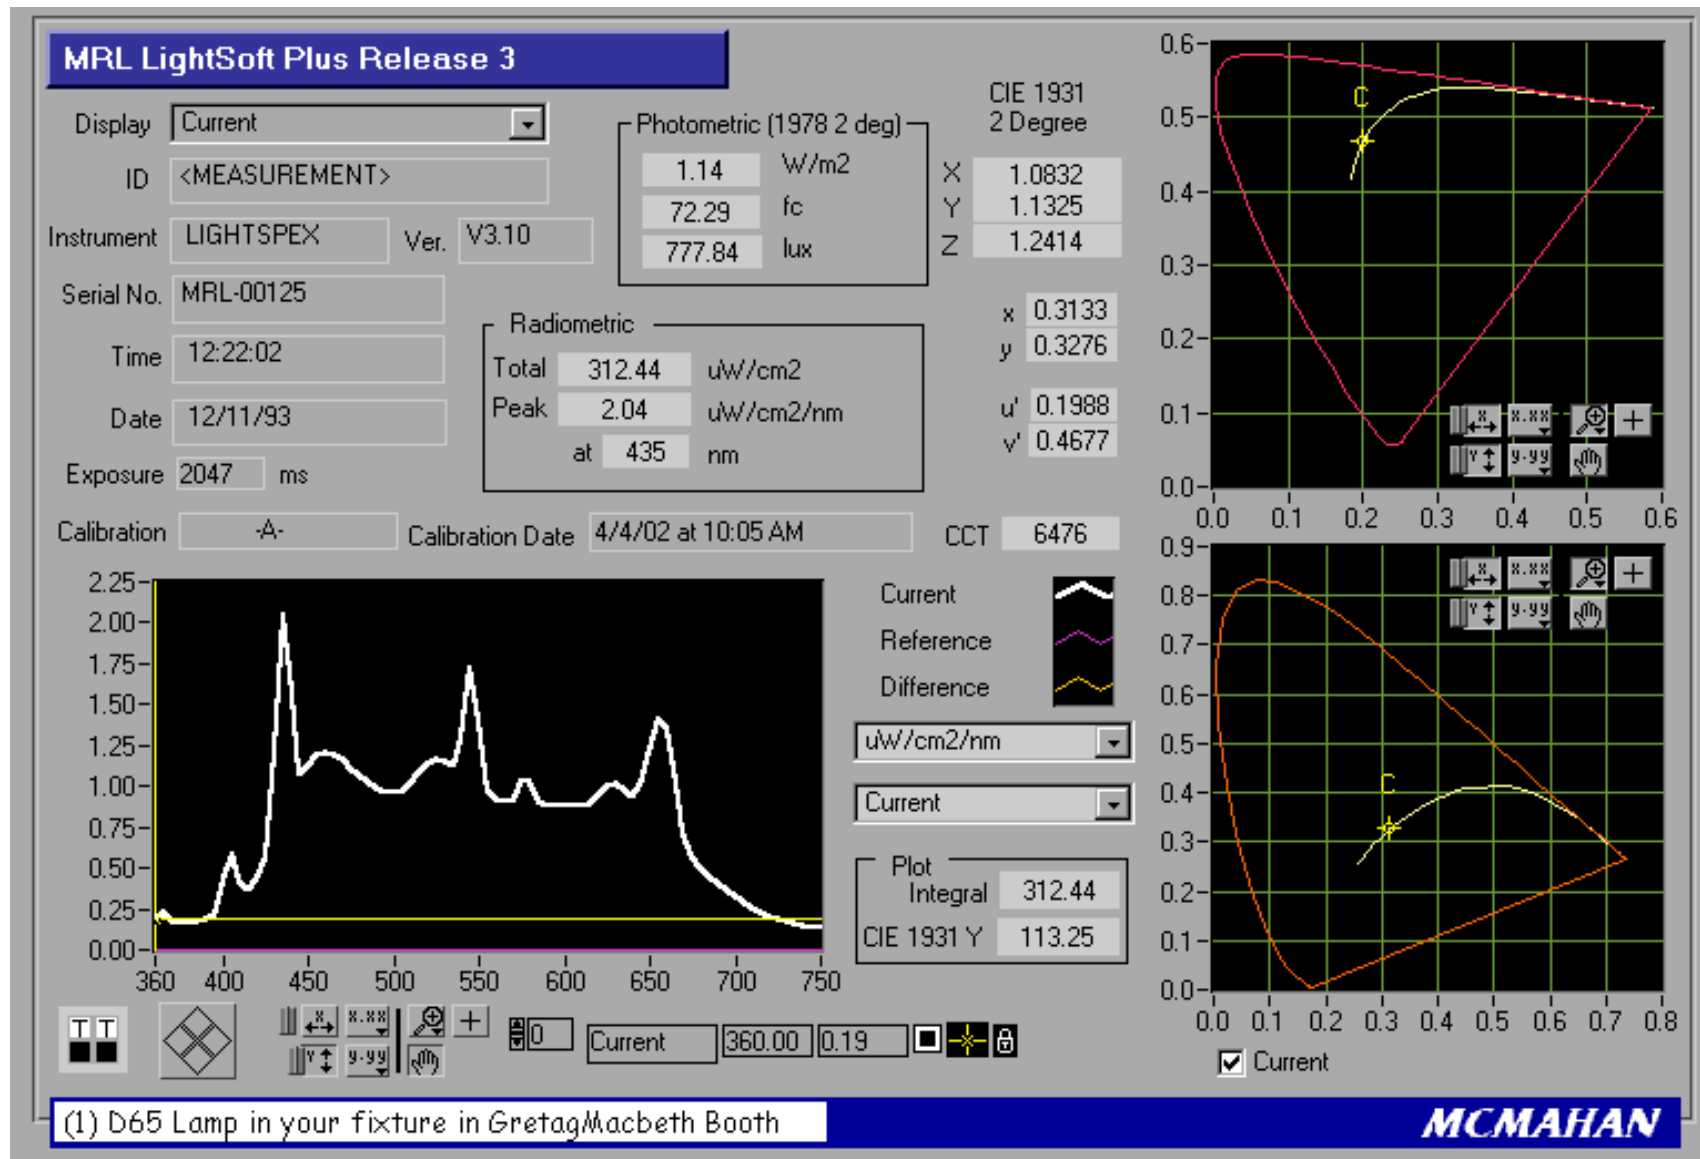 MRL LightSoft Plus Release 3
Display Current
ID <MEASUREMENT>
Instrument LIGHTSPEX Ver. V3.10
Serial No. MRL-00125
Time 12:22:02
Date 12/11/93
Exposure 2047 ms
Calibration -A- Calibration Date 4/4/02 at 10:05 AM
Photometric (1978 2 deg)
1.14 W/m2
72.29 fc
777.84 lux
Radiometric
Total 312.44 uW/cm2
Peak 2.04 uW/cm2/nm
at 435 nm
CIE 1931
2 Degree
X 1.0832
Y 1.1325
Z 1.2414
x 0.3133
y 0.3276
u' 0.1988
v' 0.4677
CCT 6476
0.6
0.5
0.4
0.3
0.2
0.1
0.0
C
X X.XX
Y Y.YY
0.0 0.1 0.2 0.3 0.4 0.5 0.6
2.25
2.00
1.75
1.50
1.25
1.00
0.75
0.50
0.25
0.00
360 400 450 500 550 600 650 700 750
Current
Reference
Difference
uW/cm2/nm
Current
Plot
Integral 312.44
CIE 1931 Y 113.25
0.9
0.8
0.7
0.6
0.5
0.4
0.3
0.2
0.1
0.0
X X.XX
Y Y.YY
C
0.0 0.1 0.2 0.3 0.4 0.5 0.6 0.7 0.8
Current
T T
X X.XX
Y Y.YY
0 Current 360.00 0.19
(1) D65 Lamp in your fixture in GretagMacbeth Booth
MCMAHAN